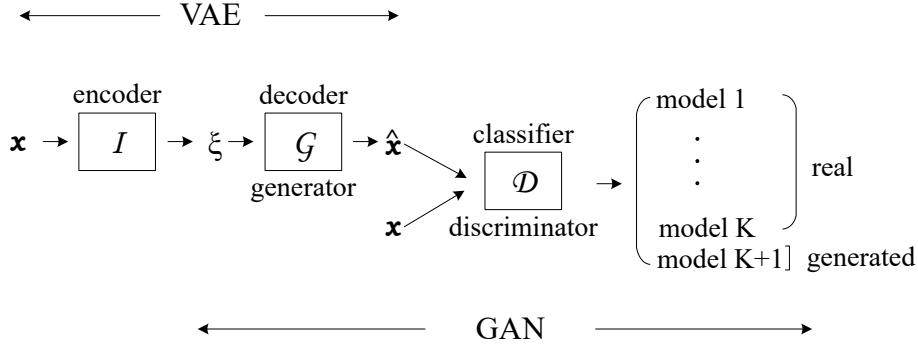 VAE
encoder decoder
x I ξ G x̂
generator
classifier
D
x discriminator
model 1
.
.
.
model K
model K+1
real
generated
GAN